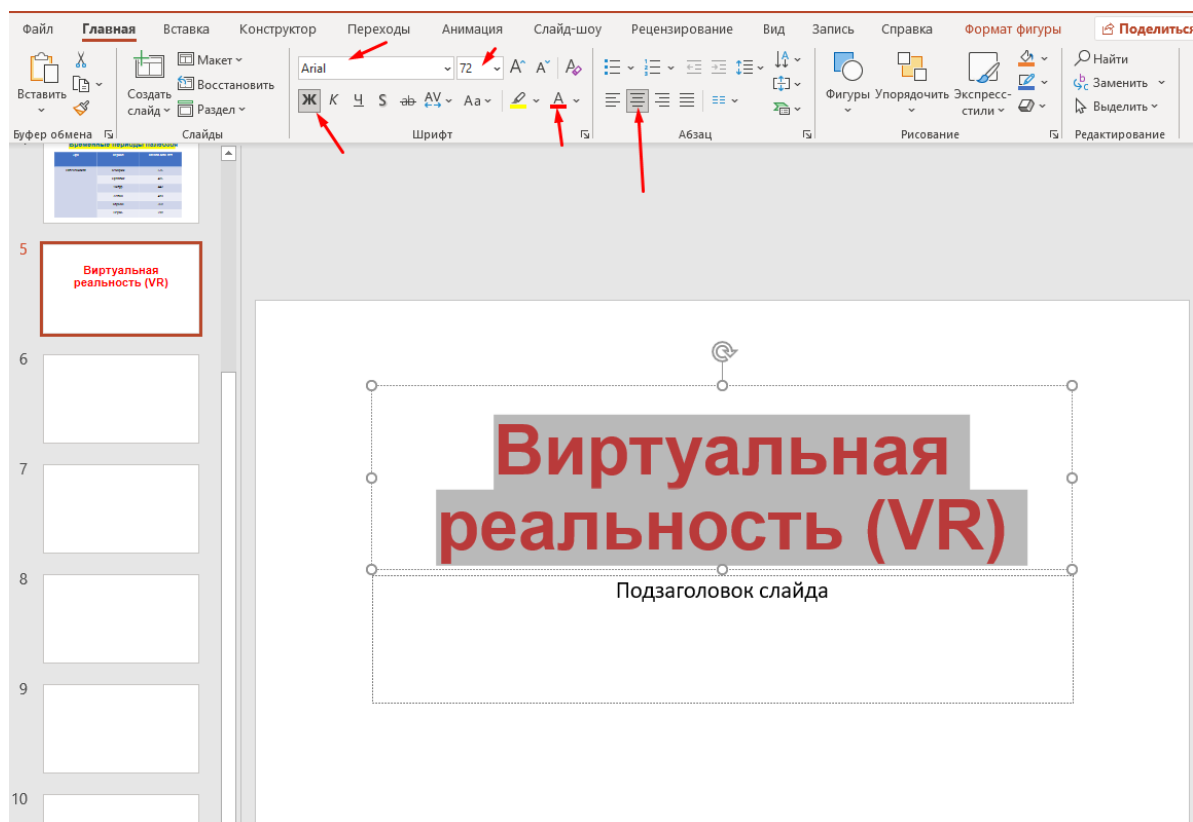 Файл Главная Вставка Конструктор Переходы Анимация Слайд-шоу Рецензирование Вид Запись Справка Формат фигуры Поделиться
Вставить
Создать слайд
Макет
Восстановить
Раздел
Arial 72
Ж К Ч S ab AV Aa A
Фигуры Упорядочить Экспресс-стили
Найти
Заменить
Выделить
Буфер обмена Слайды Шрифт Абзац Рисование Редактирование
5
Виртуальная
реальность (VR)
6
7
8
9
10
Виртуальная
реальность (VR)
Подзаголовок слайда